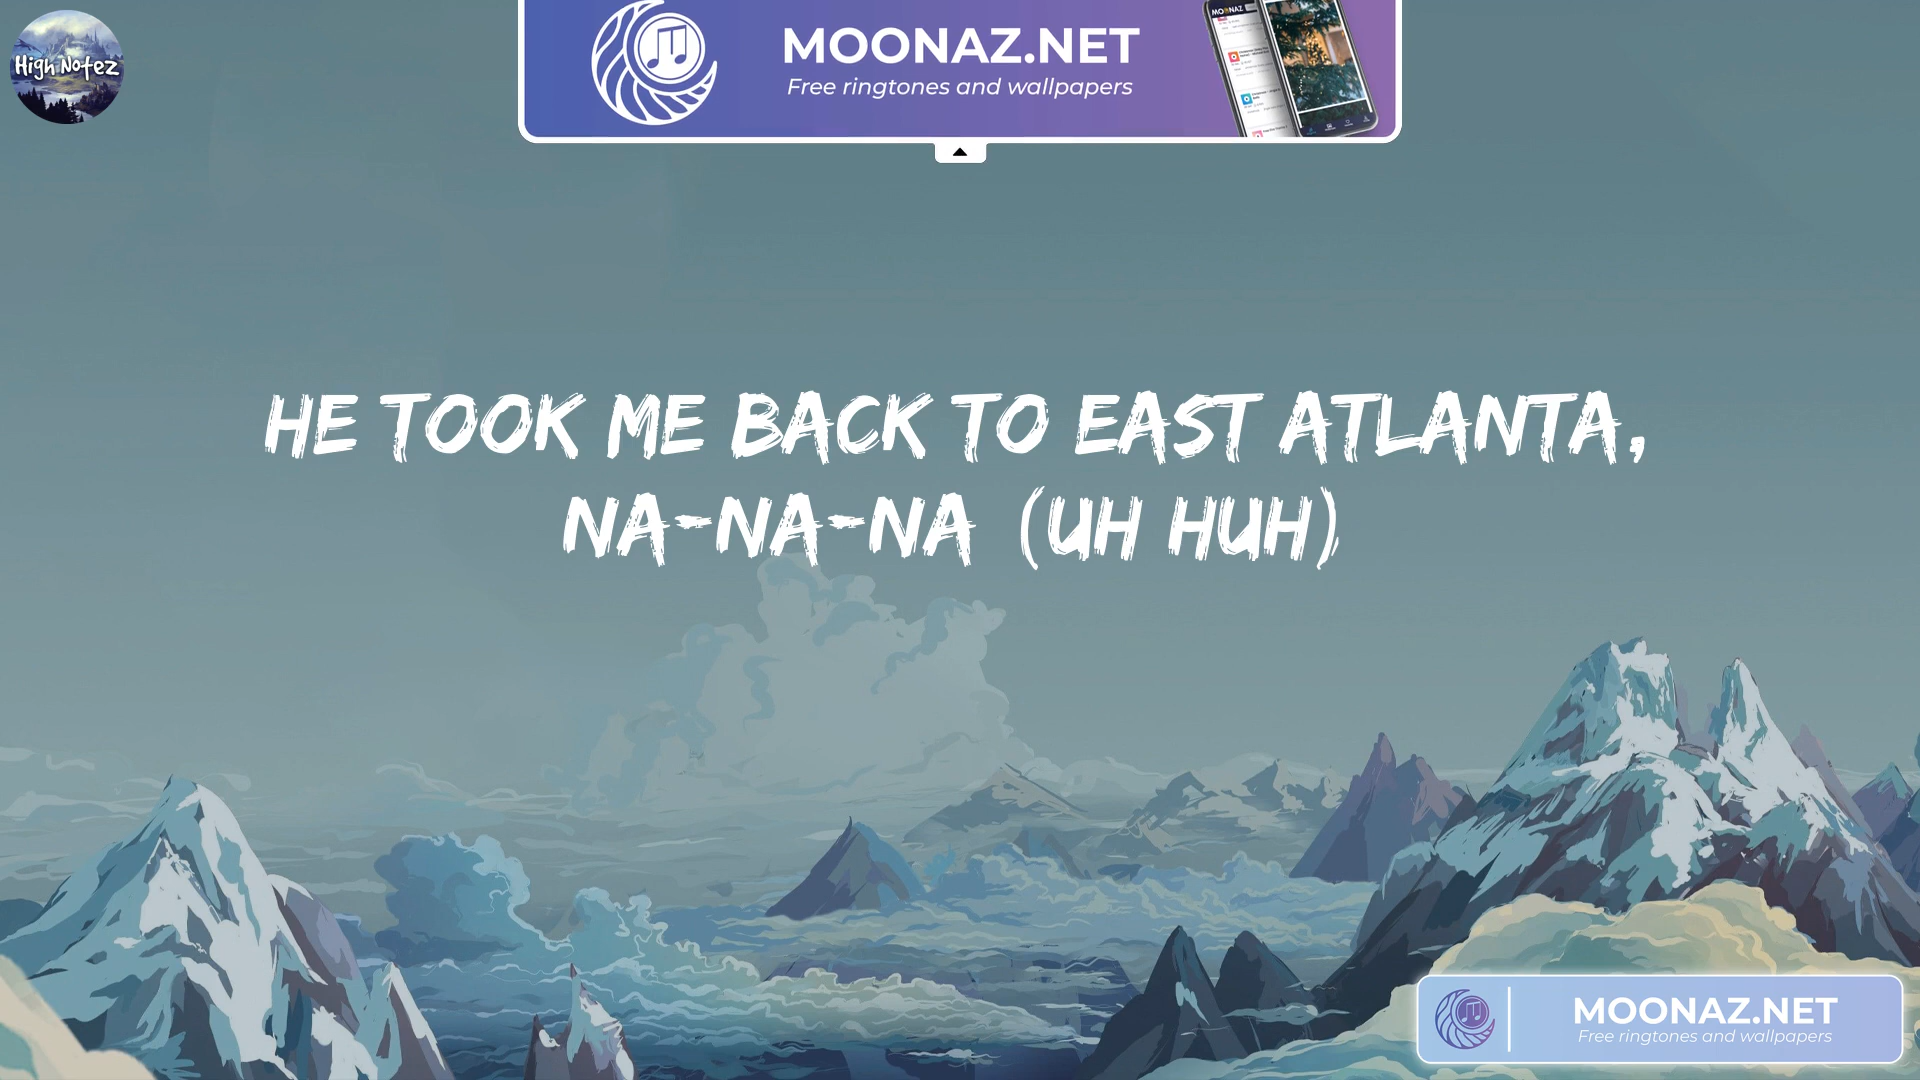 High Notez
MOONAZ.NET
Free ringtones and wallpapers
HE TOOK ME BACK TO EAST ATLANTA,
NA-NA-NA (UH HUH)
MOONAZ.NET
Free ringtones and wallpapers